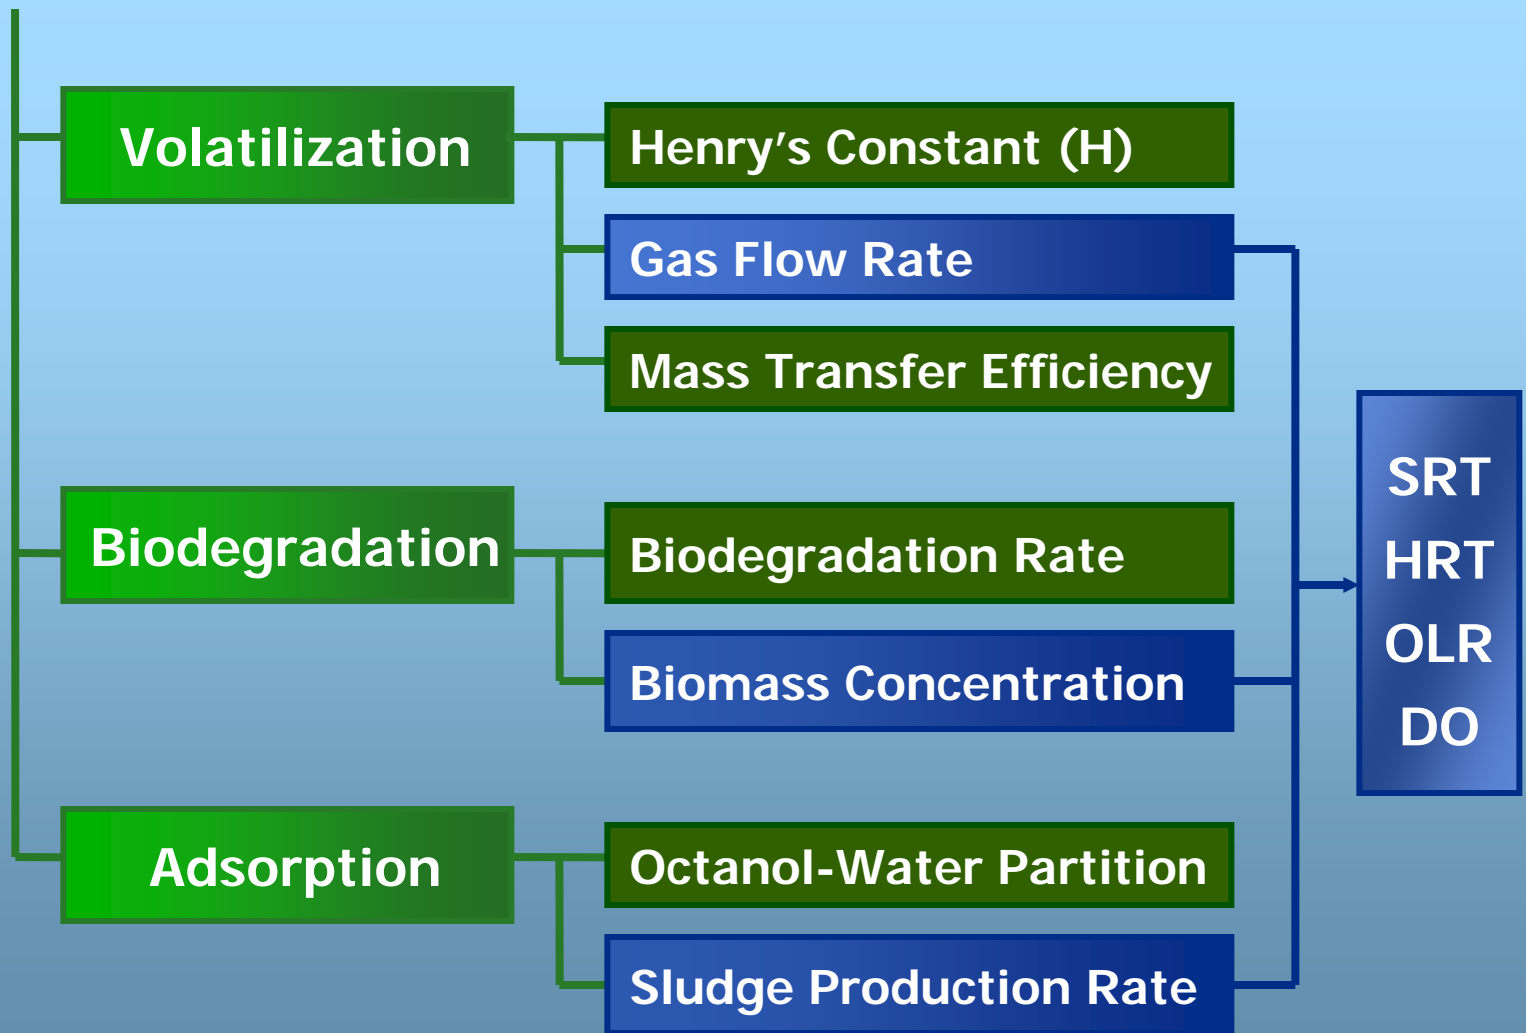 Volatilization
Henry’s Constant (H)
Gas Flow Rate
Mass Transfer Efficiency
Biodegradation
Biodegradation Rate
Biomass Concentration
Adsorption
Octanol-Water Partition
Sludge Production Rate
SRT
HRT
OLR
DO